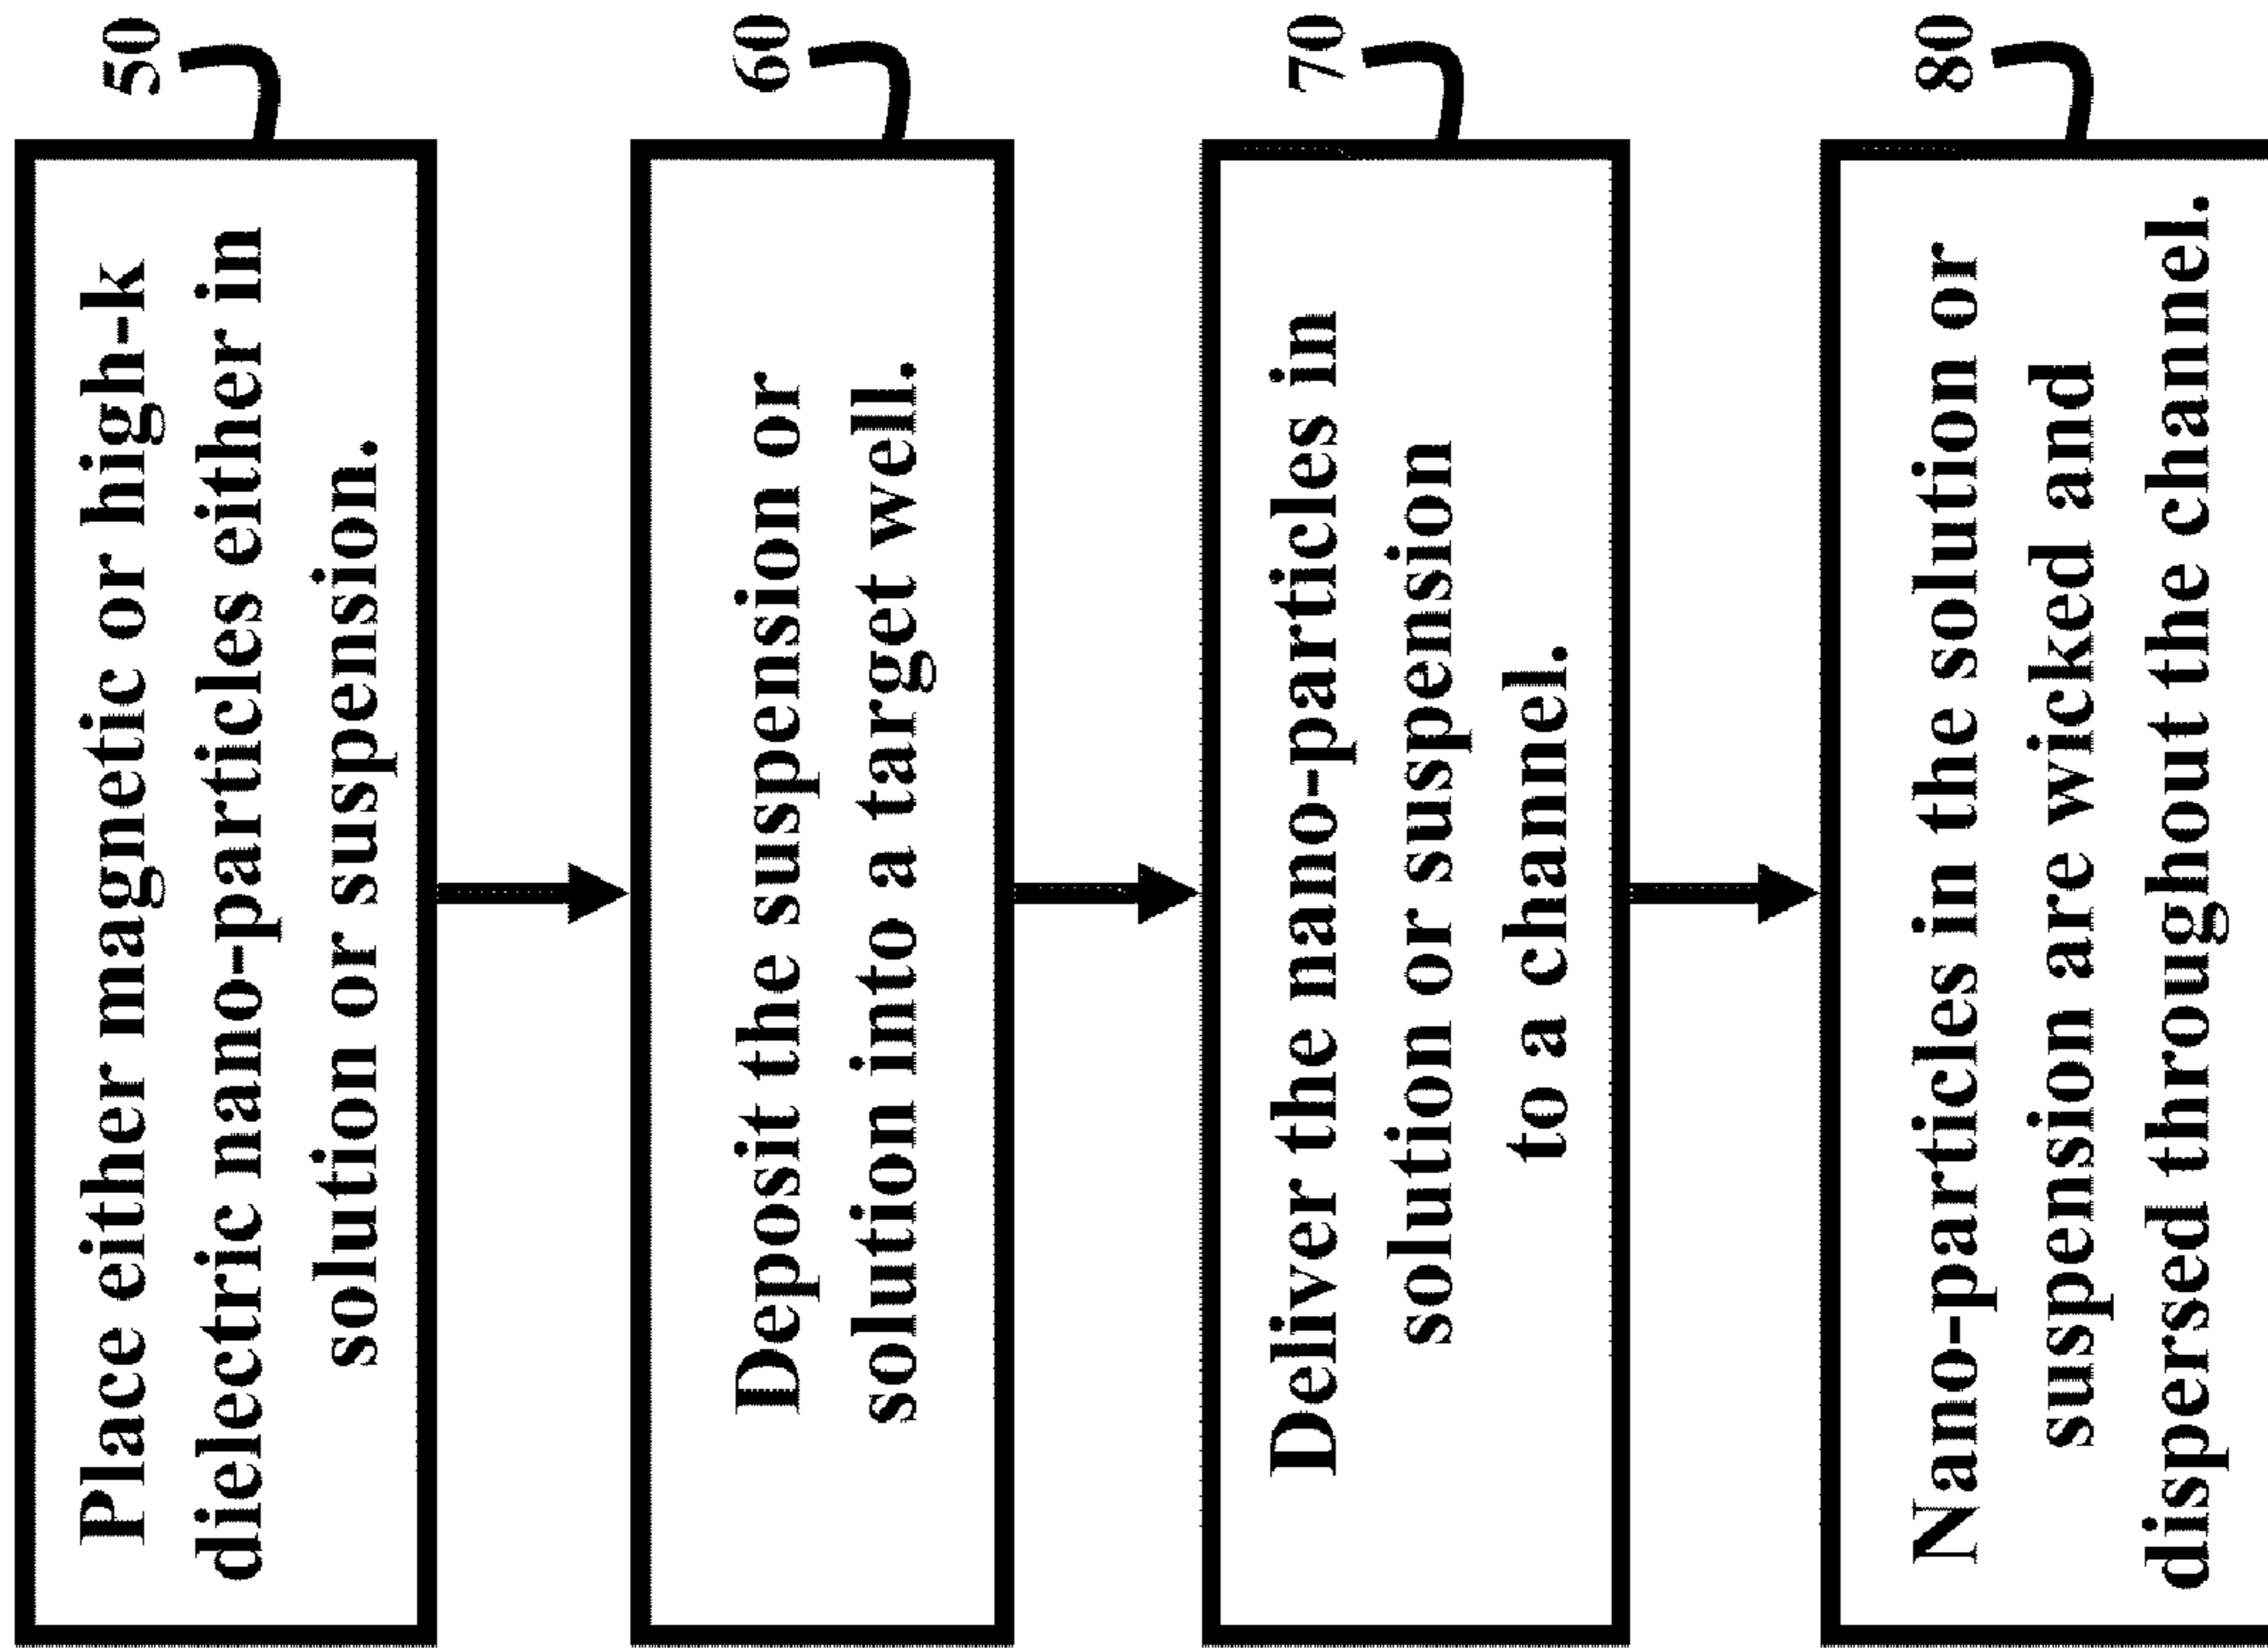 Place either magnetic or high-k
dielectric nano-particles either in
solution or suspension.
50
Deposit the suspension or
solution into a target well.
60
Deliver the nano-particles in
solution or suspension
to a channel.
70
Nano-particles in the solution or
suspension are wicked and
dispersed throughout the channel.
80